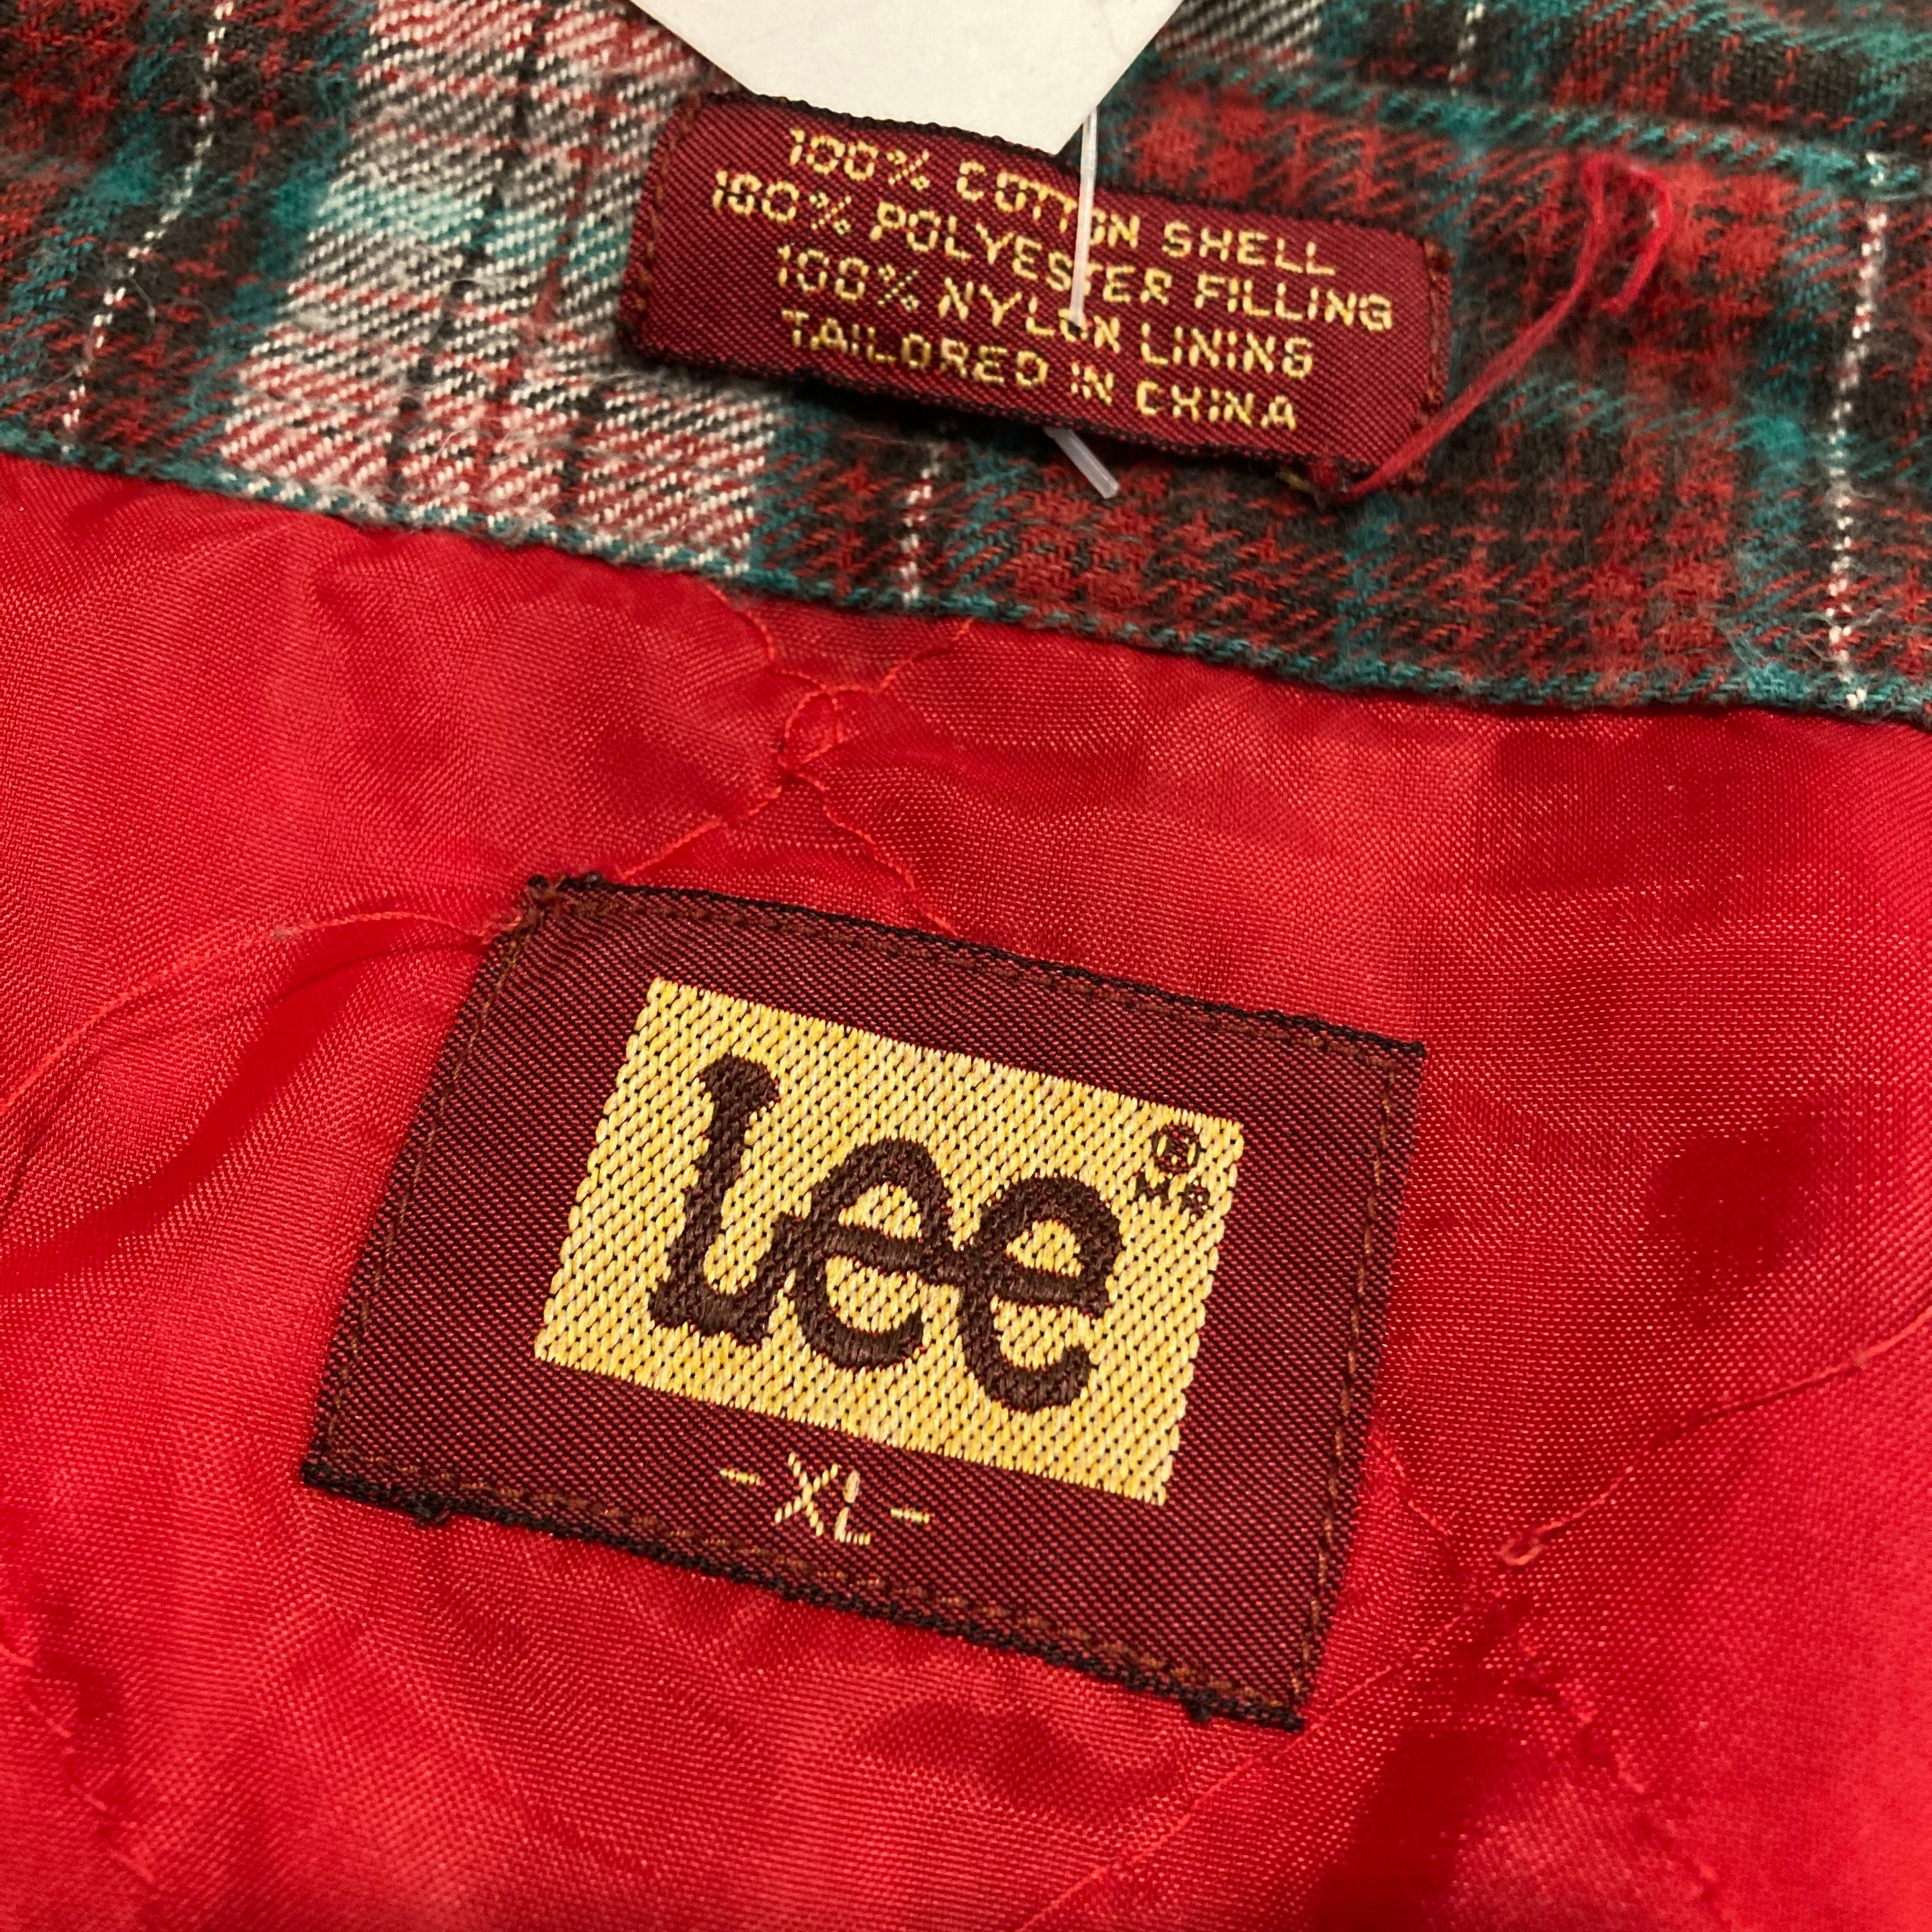 100% COTTON SHELL
100% POLYESTER FILLING
100% NYLON LINING
TAILORED IN CHINA
Lee
®
M.R.
-XL-